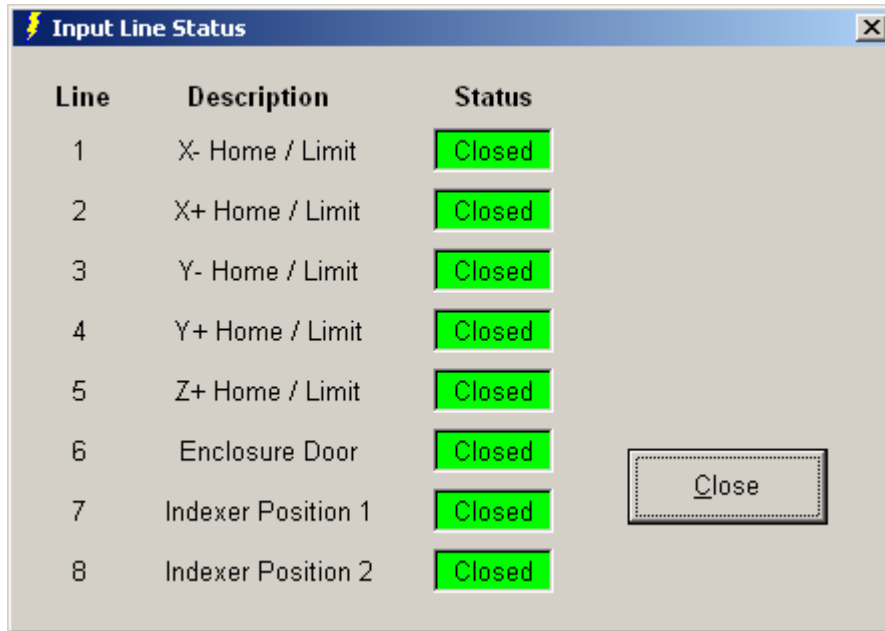 Input Line Status
Line Description Status
1 X- Home / Limit Closed
2 X+ Home / Limit Closed
3 Y- Home / Limit Closed
4 Y+ Home / Limit Closed
5 Z+ Home / Limit Closed
6 Enclosure Door Closed
Close
7 Indexer Position 1 Closed
8 Indexer Position 2 Closed